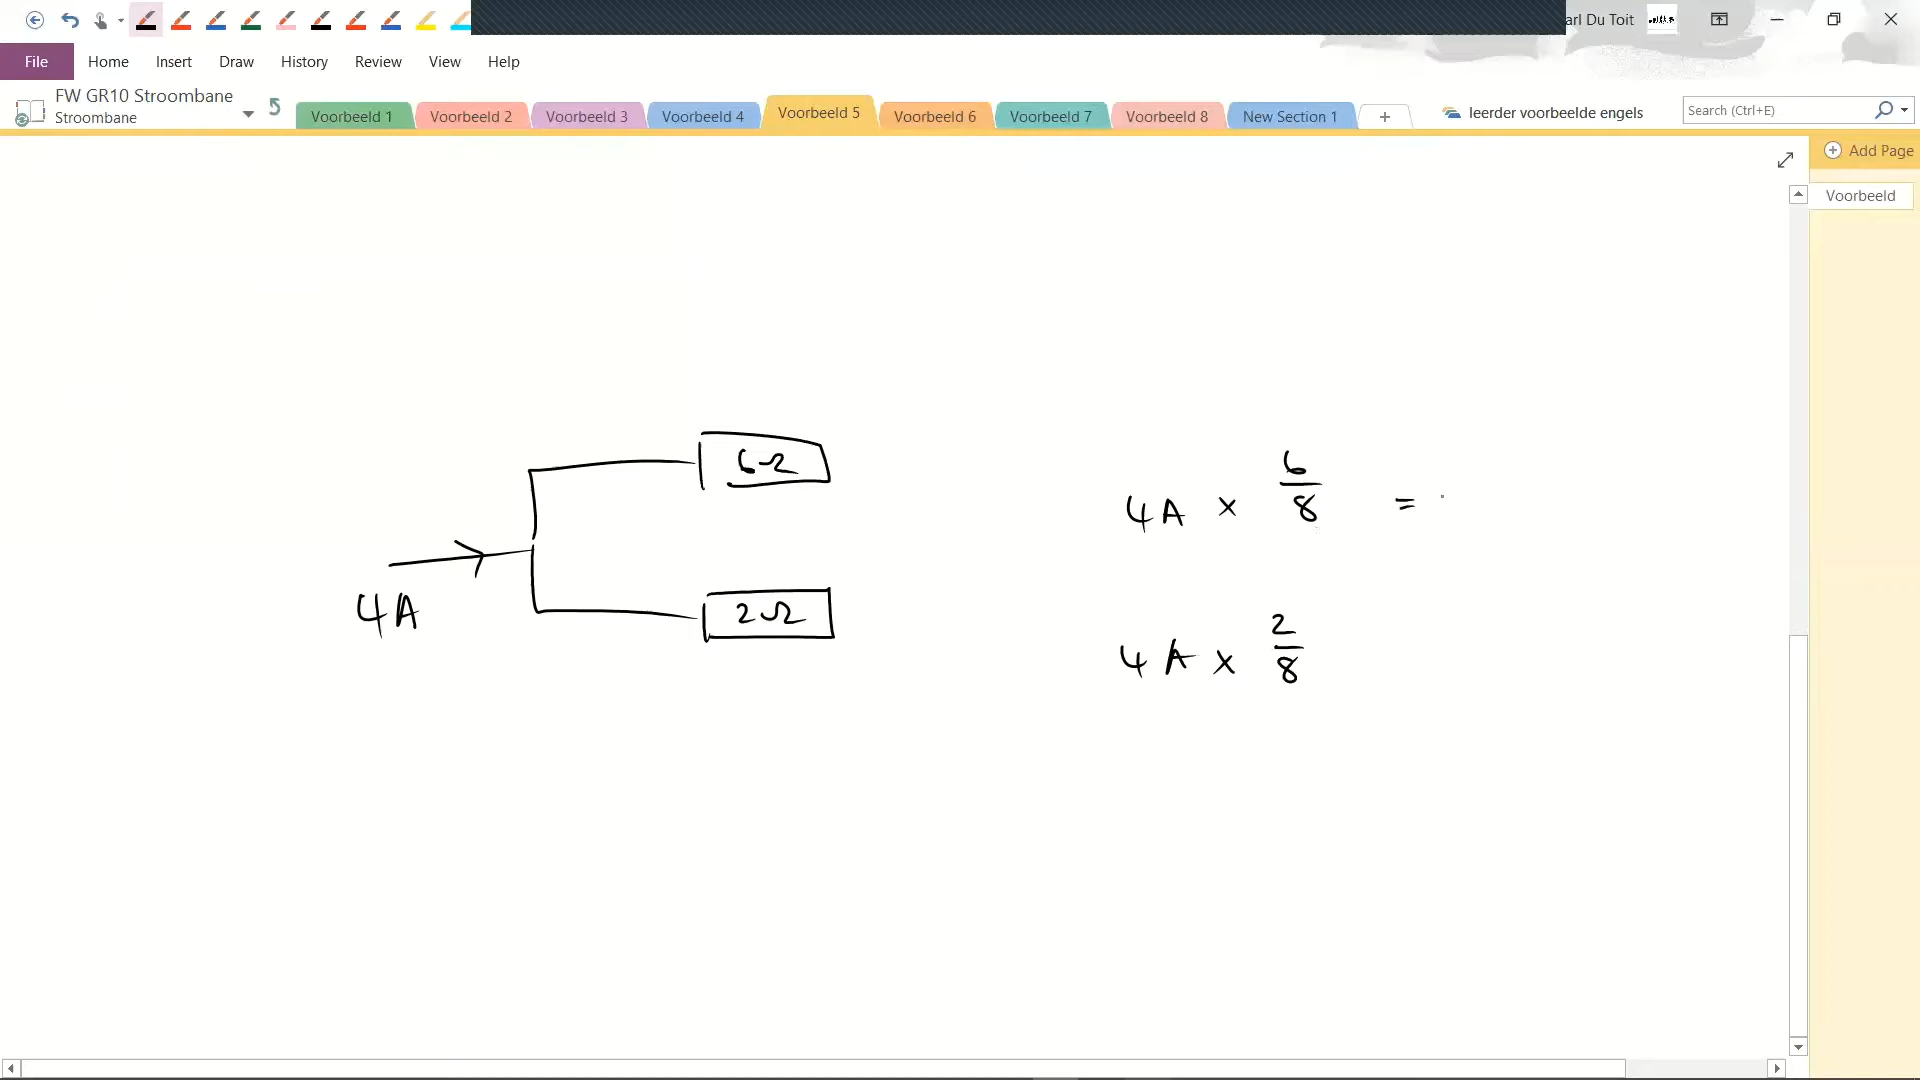 arl Du Toit
File Home Insert Draw History Review View Help
FW GR10 Stroombane
Stroombane
Voorbeeld 1 Voorbeeld 2 Voorbeeld 3 Voorbeeld 4 Voorbeeld 5 Voorbeeld 6 Voorbeeld 7 Voorbeeld 8 New Section 1 + leerder voorbeelde engels Search (Ctrl+E)
Add Page
Voorbeeld
6Ω
4A
2Ω
4A × 6/8 =
4A × 2/8